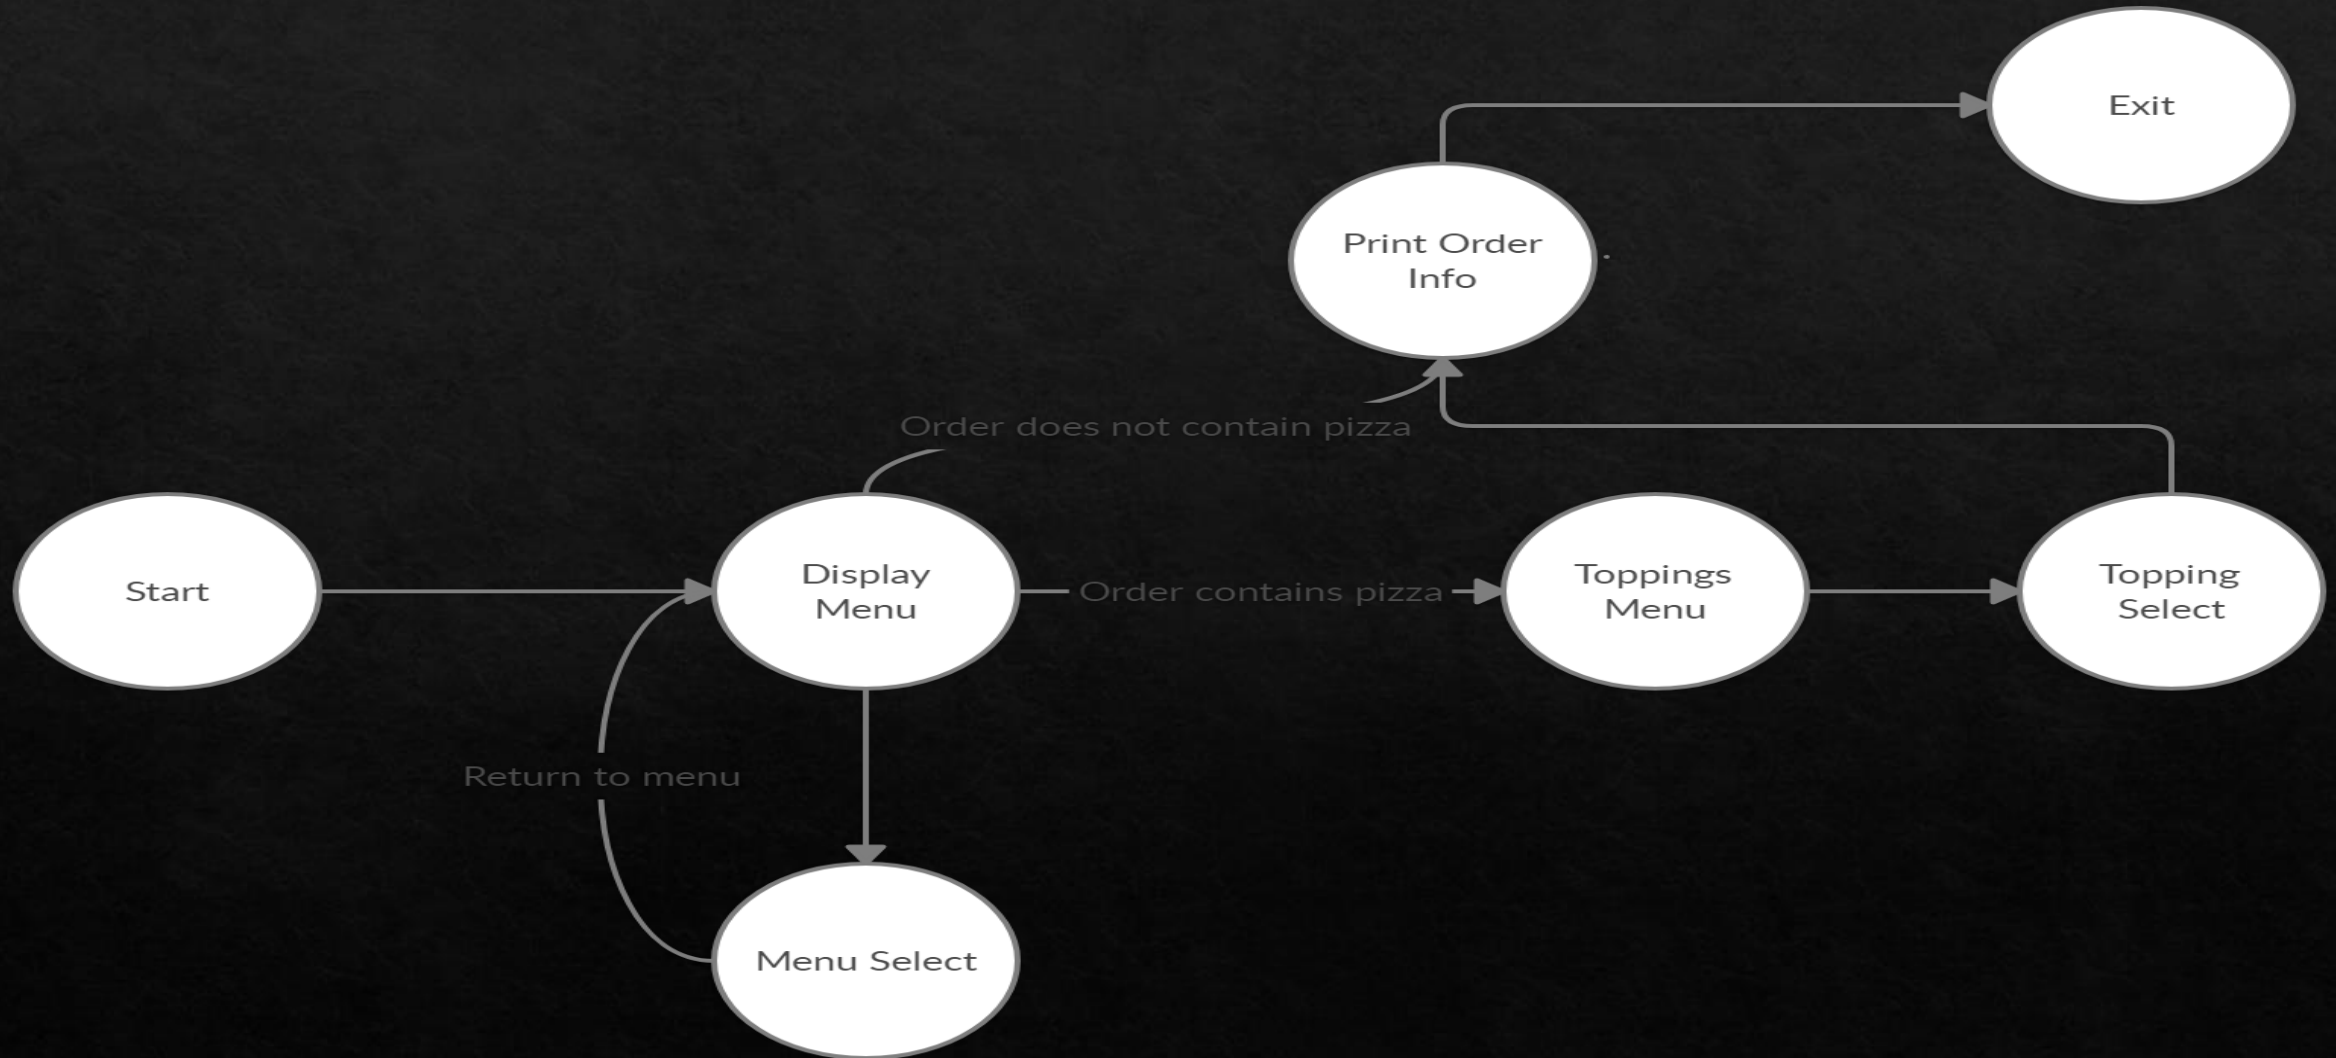 Exit
Print Order
Info
Order does not contain pizza
Start
Display
Menu
Order contains pizza
Toppings
Menu
Topping
Select
Return to menu
Menu Select